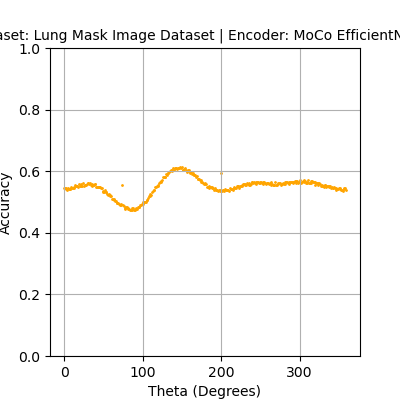 aset: Lung Mask Image Dataset | Encoder: MoCo EfficientN
1.0
0.8
0.6
0.4
0.2
0.0
Accuracy
0 100 200 300
Theta (Degrees)